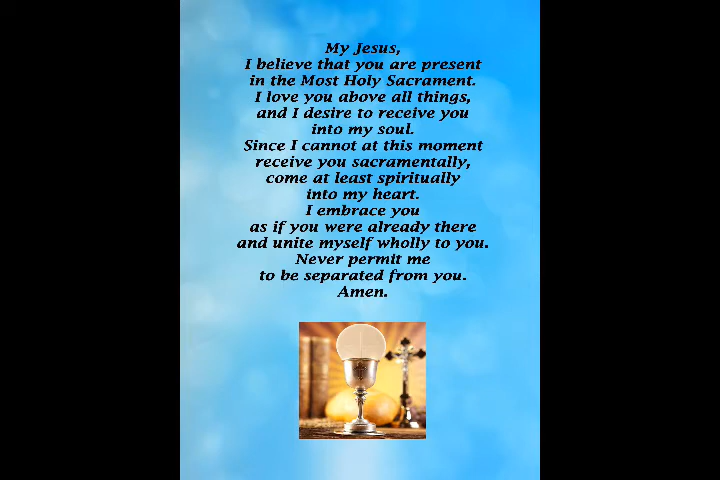 My Jesus,
I believe that you are present
in the Most Holy Sacrament.
I love you above all things,
and I desire to receive you
into my soul.
Since I cannot at this moment
receive you sacramentally,
come at least spiritually
into my heart.
I embrace you
as if you were already there
and unite myself wholly to you.
Never permit me
to be separated from you.
Amen.